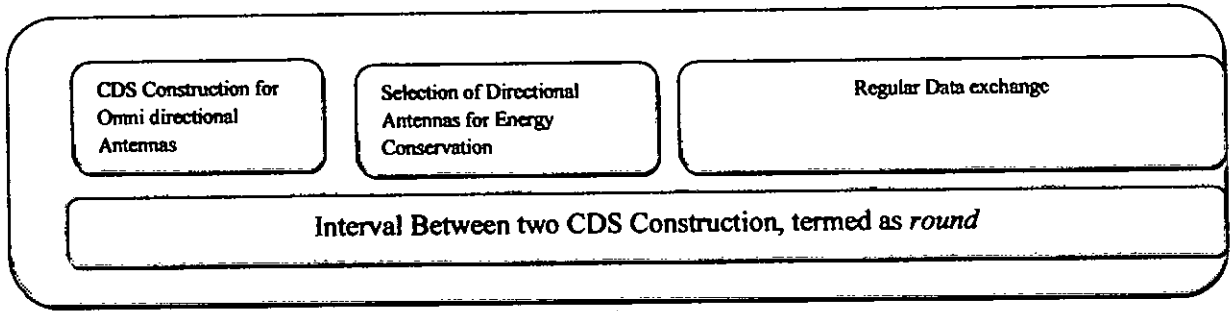 CDS Construction for
Omni directional
Antennas
Selection of Directional
Antennas for Energy
Conservation
Regular Data exchange
Interval Between two CDS Construction, termed as round